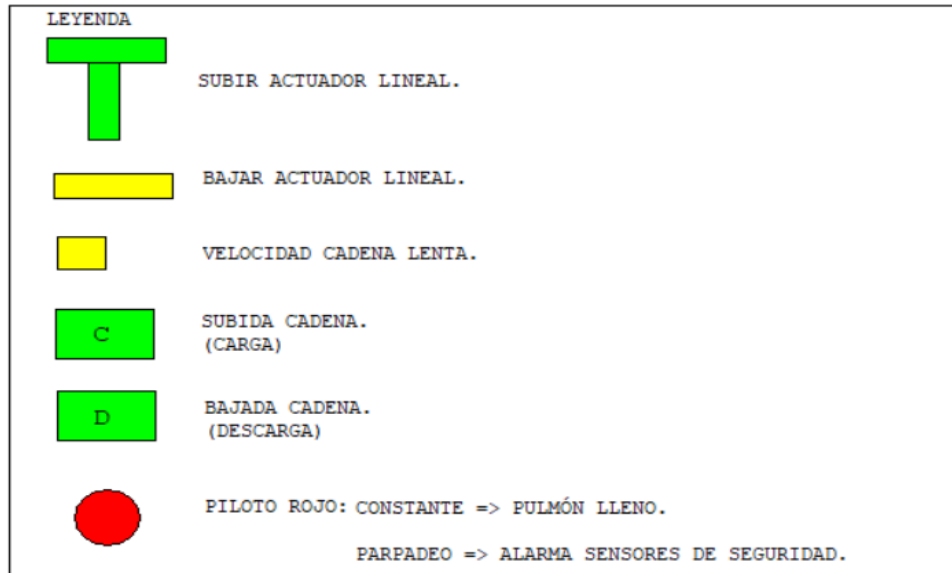 LEYENDA
SUBIR ACTUADOR LINEAL.
BAJAR ACTUADOR LINEAL.
VELOCIDAD CADENA LENTA.
C
SUBIDA CADENA.
(CARGA)
D
BAJADA CADENA.
(DESCARGA)
PILOTO ROJO: CONSTANTE => PULMÓN LLENO.
PARPADEO => ALARMA SENSORES DE SEGURIDAD.